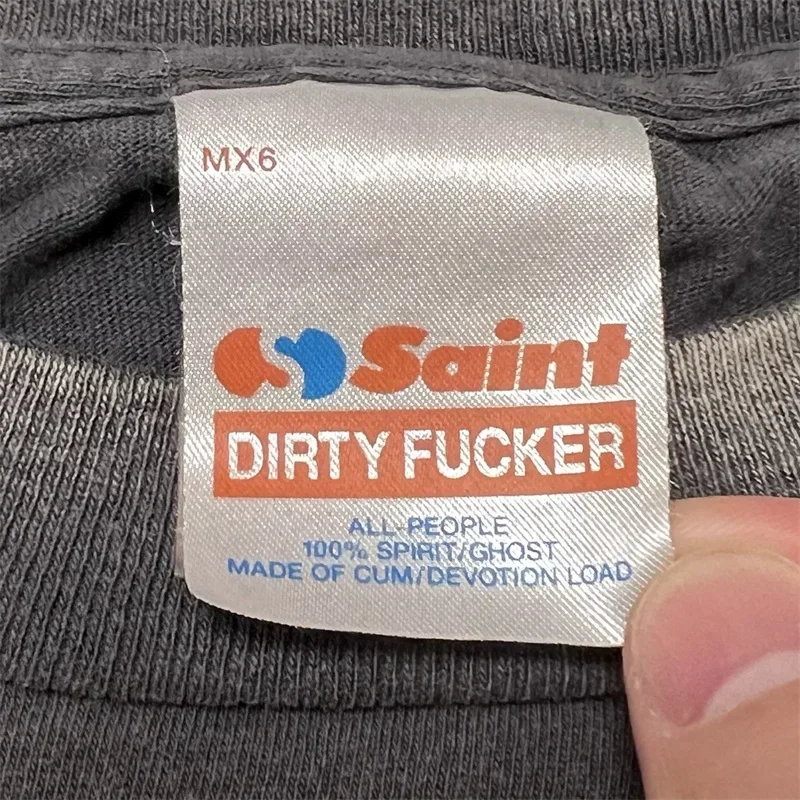 MX6
Saint
DIRTY FUCKER
ALL-PEOPLE
100% SPIRIT/GHOST
MADE OF CUM/DEVOTION LOAD